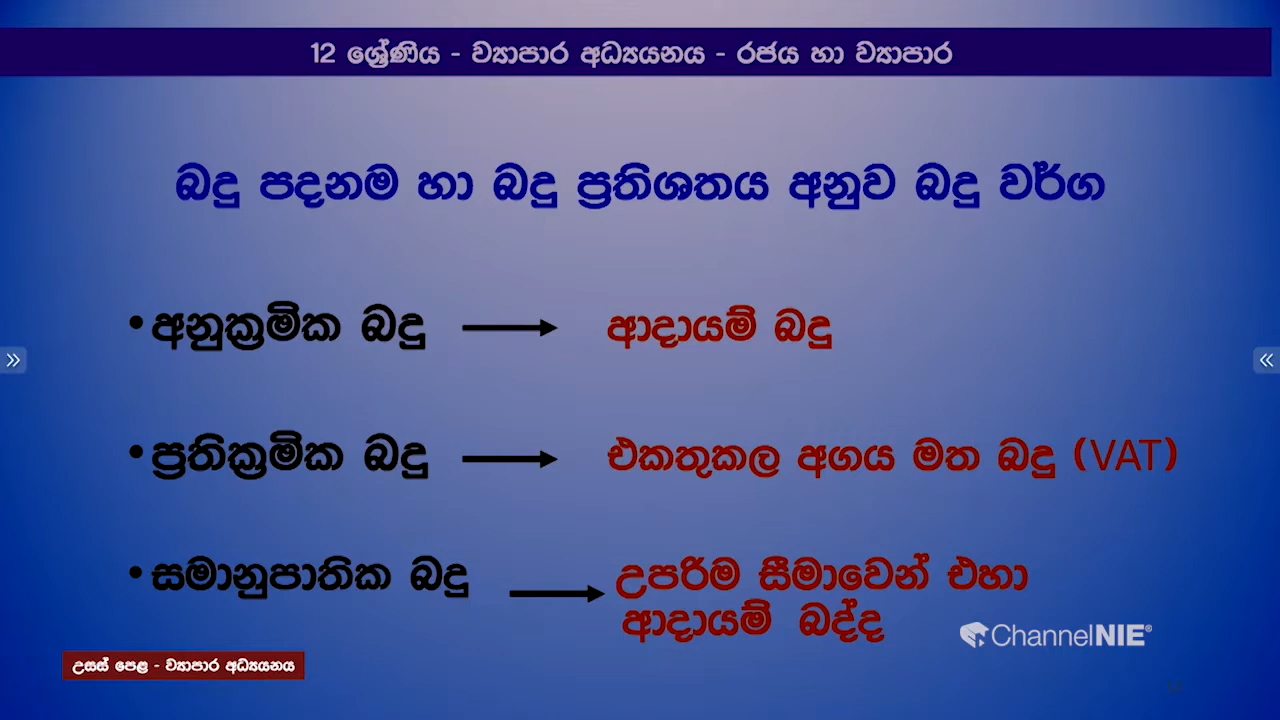 12 ශ්‍රේණිය - ව්‍යාපාර අධ්‍යයනය - රජය හා ව්‍යාපාර
බදු පදනම හා බදු ප්‍රතිශතය අනුව බදු වර්ග
• අනුක්‍රමික බදු → ආදායම් බදු
• ප්‍රතික්‍රමික බදු → එකතුකල අගය මත බදු (VAT)
• සමානුපාතික බදු → උපරිම සීමාවෙන් එහා
ආදායම් බද්ද
ChannelNIE®
උසස් පෙළ - ව්‍යාපාර අධ්‍යයනය